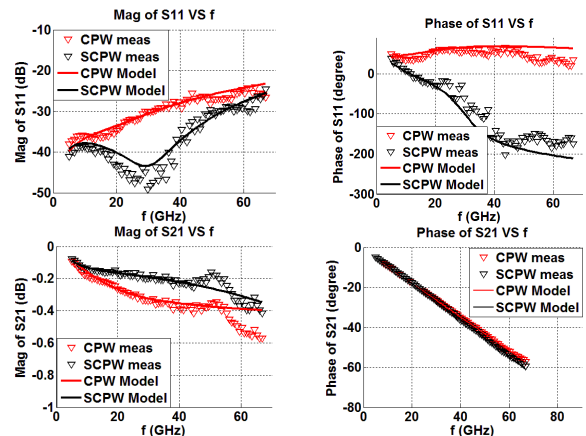 Mag of S11 VS f
Mag of S11 (dB)
-10
-20
-30
-40
-50
CPW meas
SCPW meas
CPW Model
SCPW Model
0
20
40
60
f (GHz)
Phase of S11 VS f
Phase of S11 (degree)
0
-100
-200
-300
CPW meas
SCPW meas
CPW Model
SCPW Model
0
20
40
60
f (GHz)
Mag of S21 VS f
Mag of S21 (dB)
0
-0.2
-0.4
-0.6
-0.8
-1
CPW meas
SCPW meas
CPW Model
SCPW Model
0
20
40
60
f (GHz)
Phase of S21 VS f
Phase of S21 (degree)
0
-20
-40
-60
-80
CPW meas
SCPW meas
CPW Model
SCPW Model
0
20
40
60
80
f (GHz)